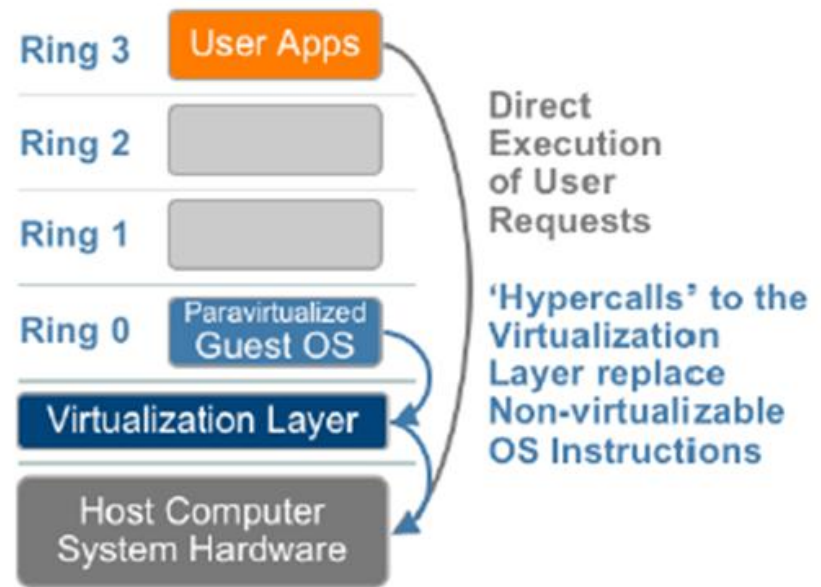 Ring 3
User Apps
Ring 2
Ring 1
Ring 0
Paravirtualized
Guest OS
Virtualization Layer
Host Computer
System Hardware
Direct
Execution
of User
Requests
‘Hypercalls’ to the
Virtualization
Layer replace
Non-virtualizable
OS Instructions